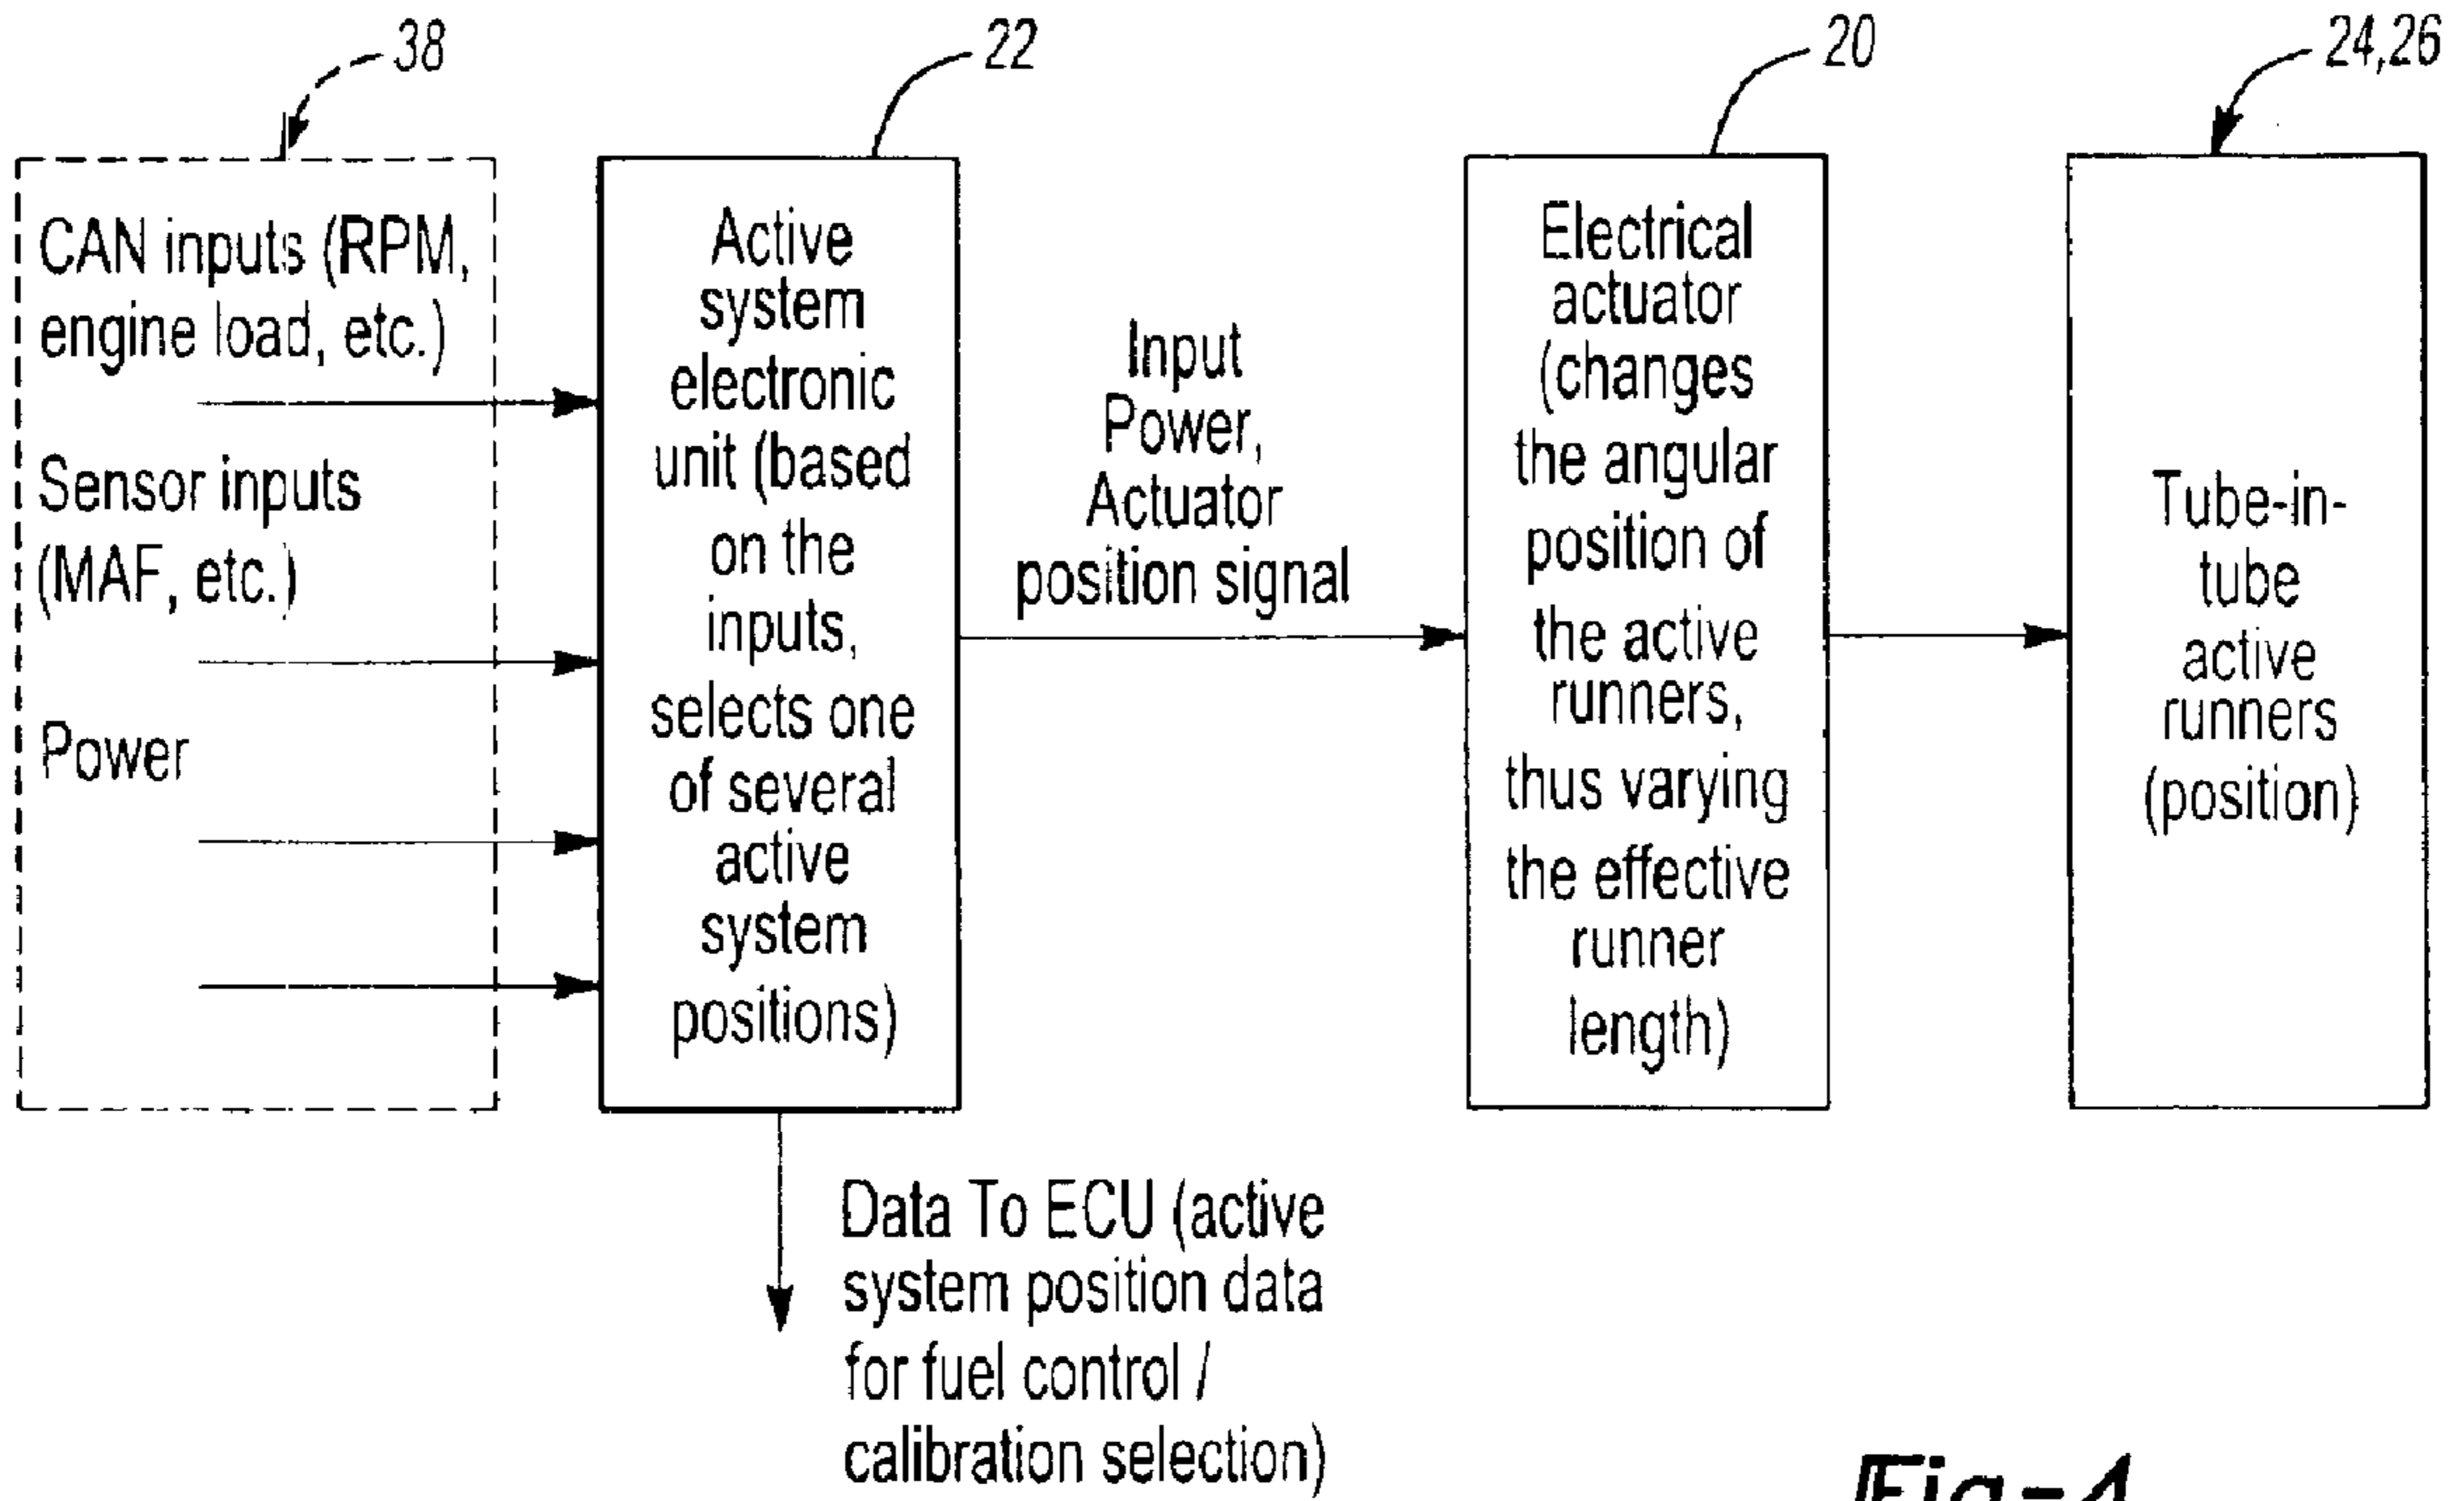 38
22
20
24,26
CAN inputs (RPM,
engine load, etc.)
Sensor inputs
(MAF, etc.)
Power
Active
system
electronic
unit (based
on the
inputs,
selects one
of several
active
system
positions)
Input
Power,
Actuator
position signal
Electrical
actuator
(changes
the angular
position of
the active
runners,
thus varying
the effective
runner
length)
Tube-in-
tube
active
runners
(position)
Data To ECU (active
system position data
for fuel control /
calibration selection)
Fig-4